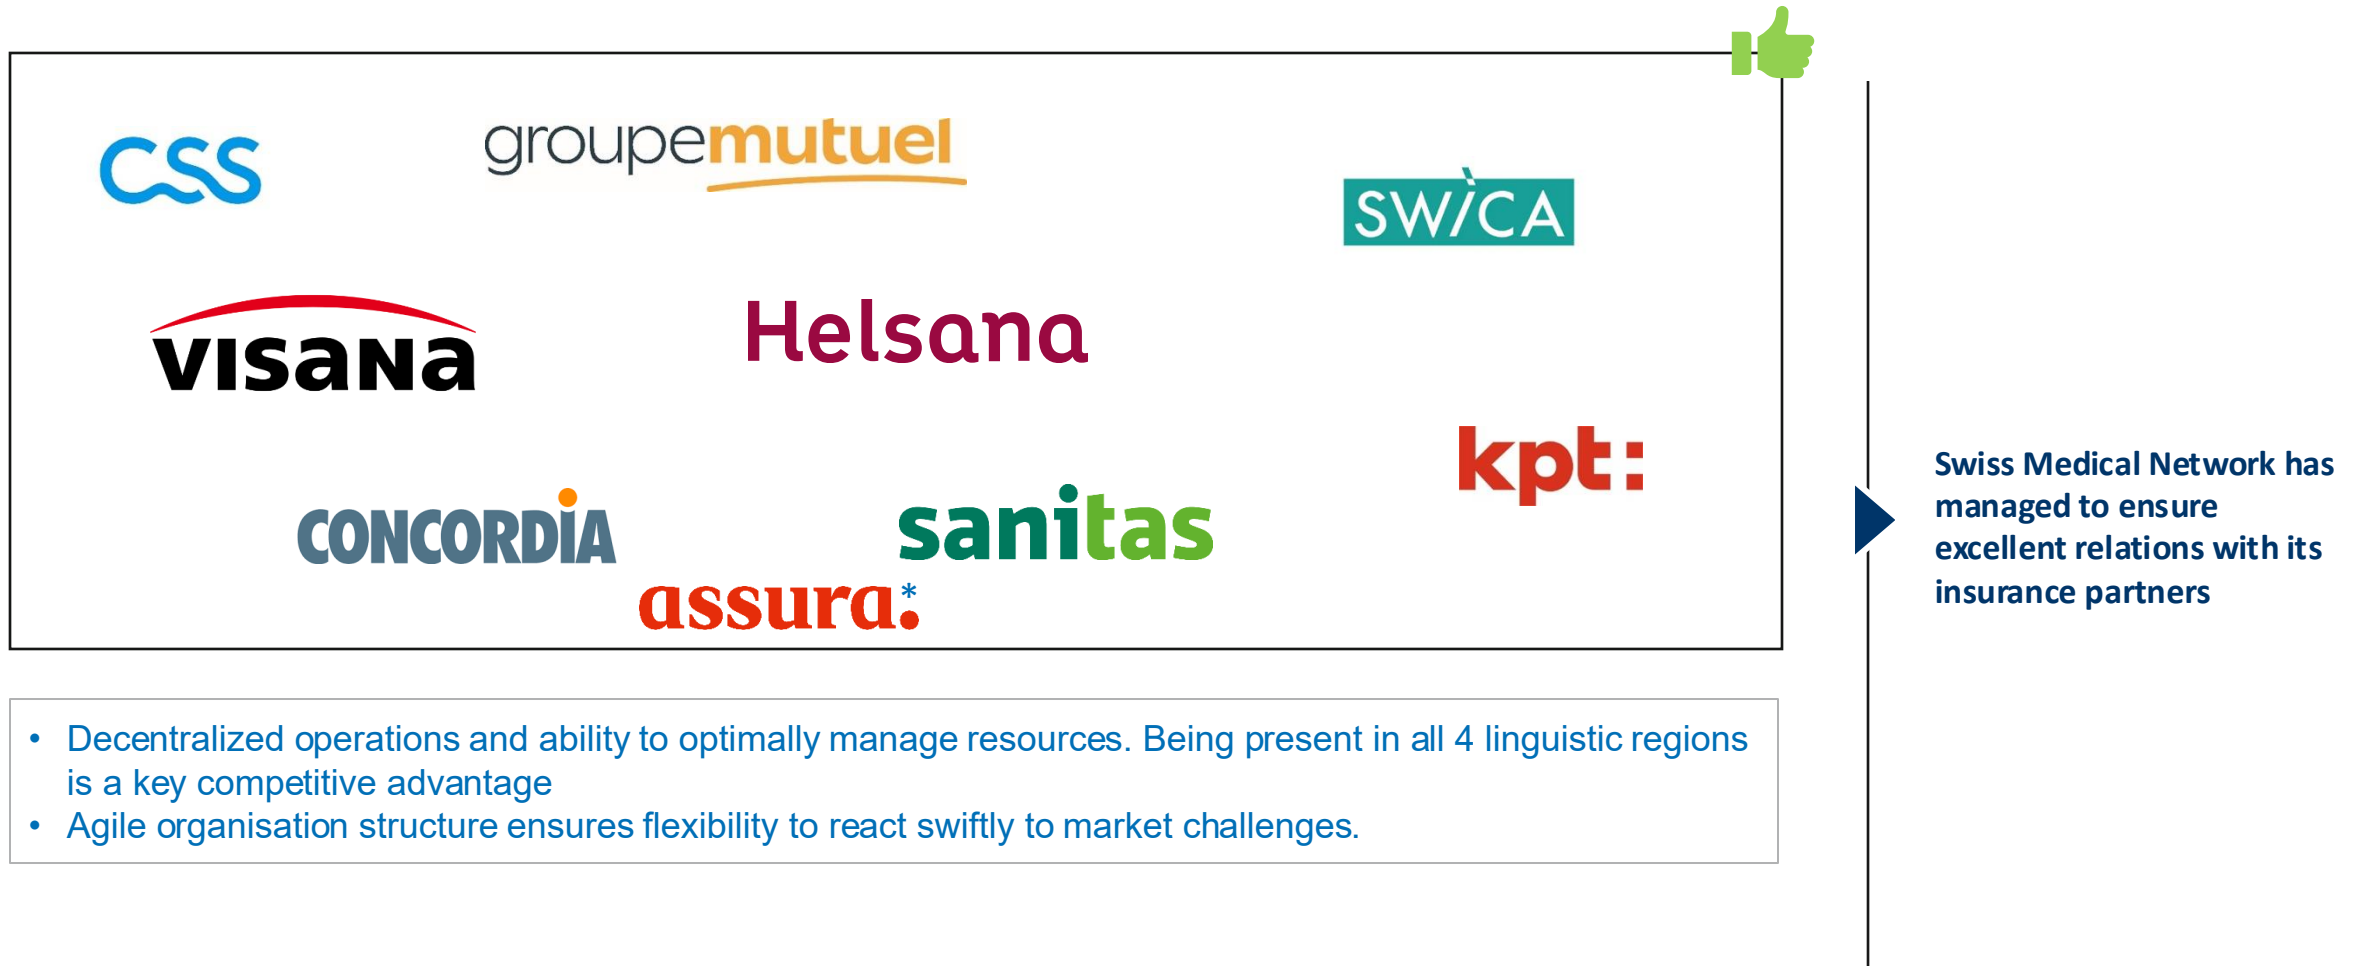 CSS
groupemutuel
SWICA
VISANA
Helsana
kpt:
CONCORDIA
sanitas
assura.*
Swiss Medical Network has
managed to ensure
excellent relations with its
insurance partners
• Decentralized operations and ability to optimally manage resources. Being present in all 4 linguistic regions
is a key competitive advantage
• Agile organisation structure ensures flexibility to react swiftly to market challenges.